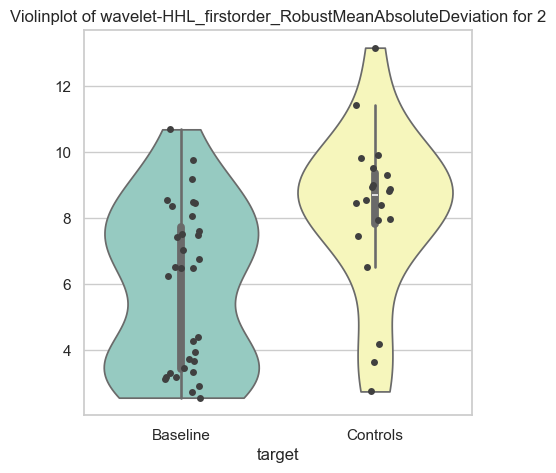 Violinplot of wavelet-HHL_firstorder_RobustMeanAbsoluteDeviation for 2
12
10
8
6
4
Baseline
Controls
target